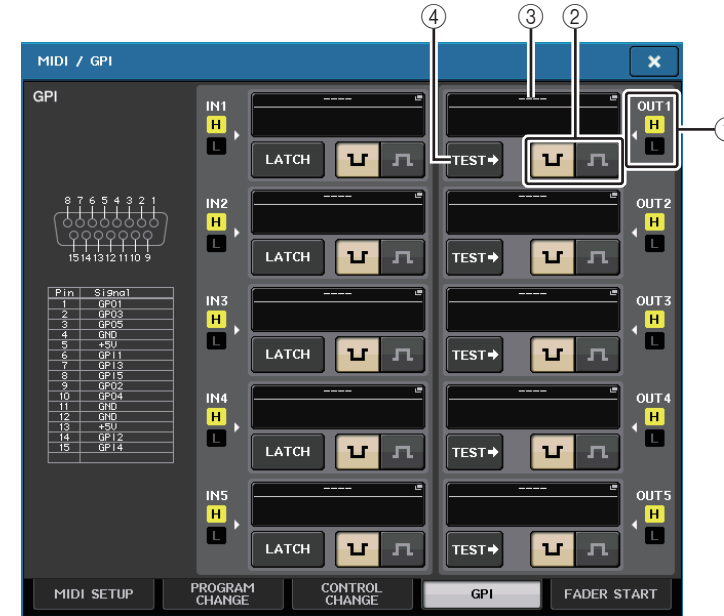 ④ ③ ②
MIDI / GPI ×
GPI
IN1 ---- ---- OUT1
H H
L LATCH TEST→ L
8 7 6 5 4 3 2 1
15 14 13 12 11 10 9
IN2 ---- ---- OUT2
H H
L LATCH TEST→ L
Pin Signal
1 GPO1
2 GPO3
3 GPO5
4 GND
5 +5V
6 GPI1
7 GPI3
8 GPI5
9 GPO2
10 GPO4
11 GND
12 GND
13 +5V
14 GPI2
15 GPI4
IN3 ---- ---- OUT3
H H
L LATCH TEST→ L
IN4 ---- ---- OUT4
H H
L LATCH TEST→ L
IN5 ---- ---- OUT5
H H
L LATCH TEST→ L
MIDI SETUP PROGRAM CHANGE CONTROL CHANGE GPI FADER START